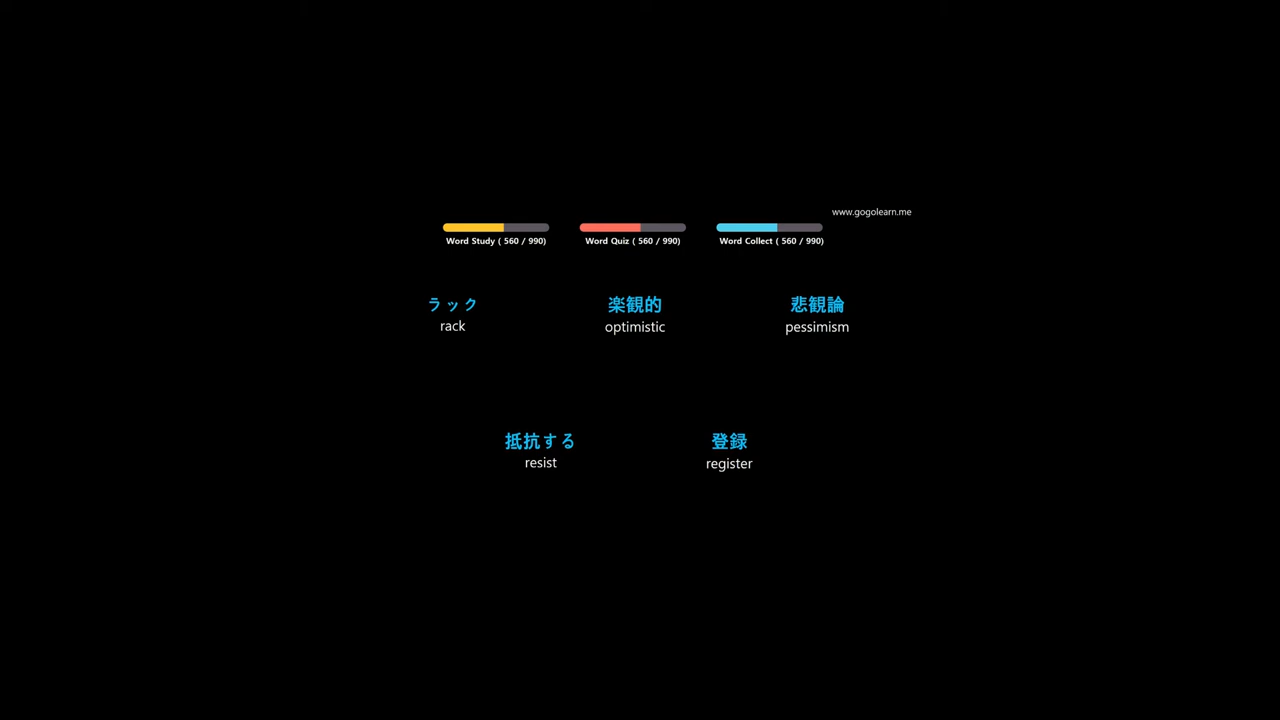 www.gogolearn.me
Word Study ( 560 / 990)
Word Quiz ( 560 / 990)
Word Collect ( 560 / 990)
ラック
rack
楽観的
optimistic
悲観論
pessimism
抵抗する
resist
登録
register